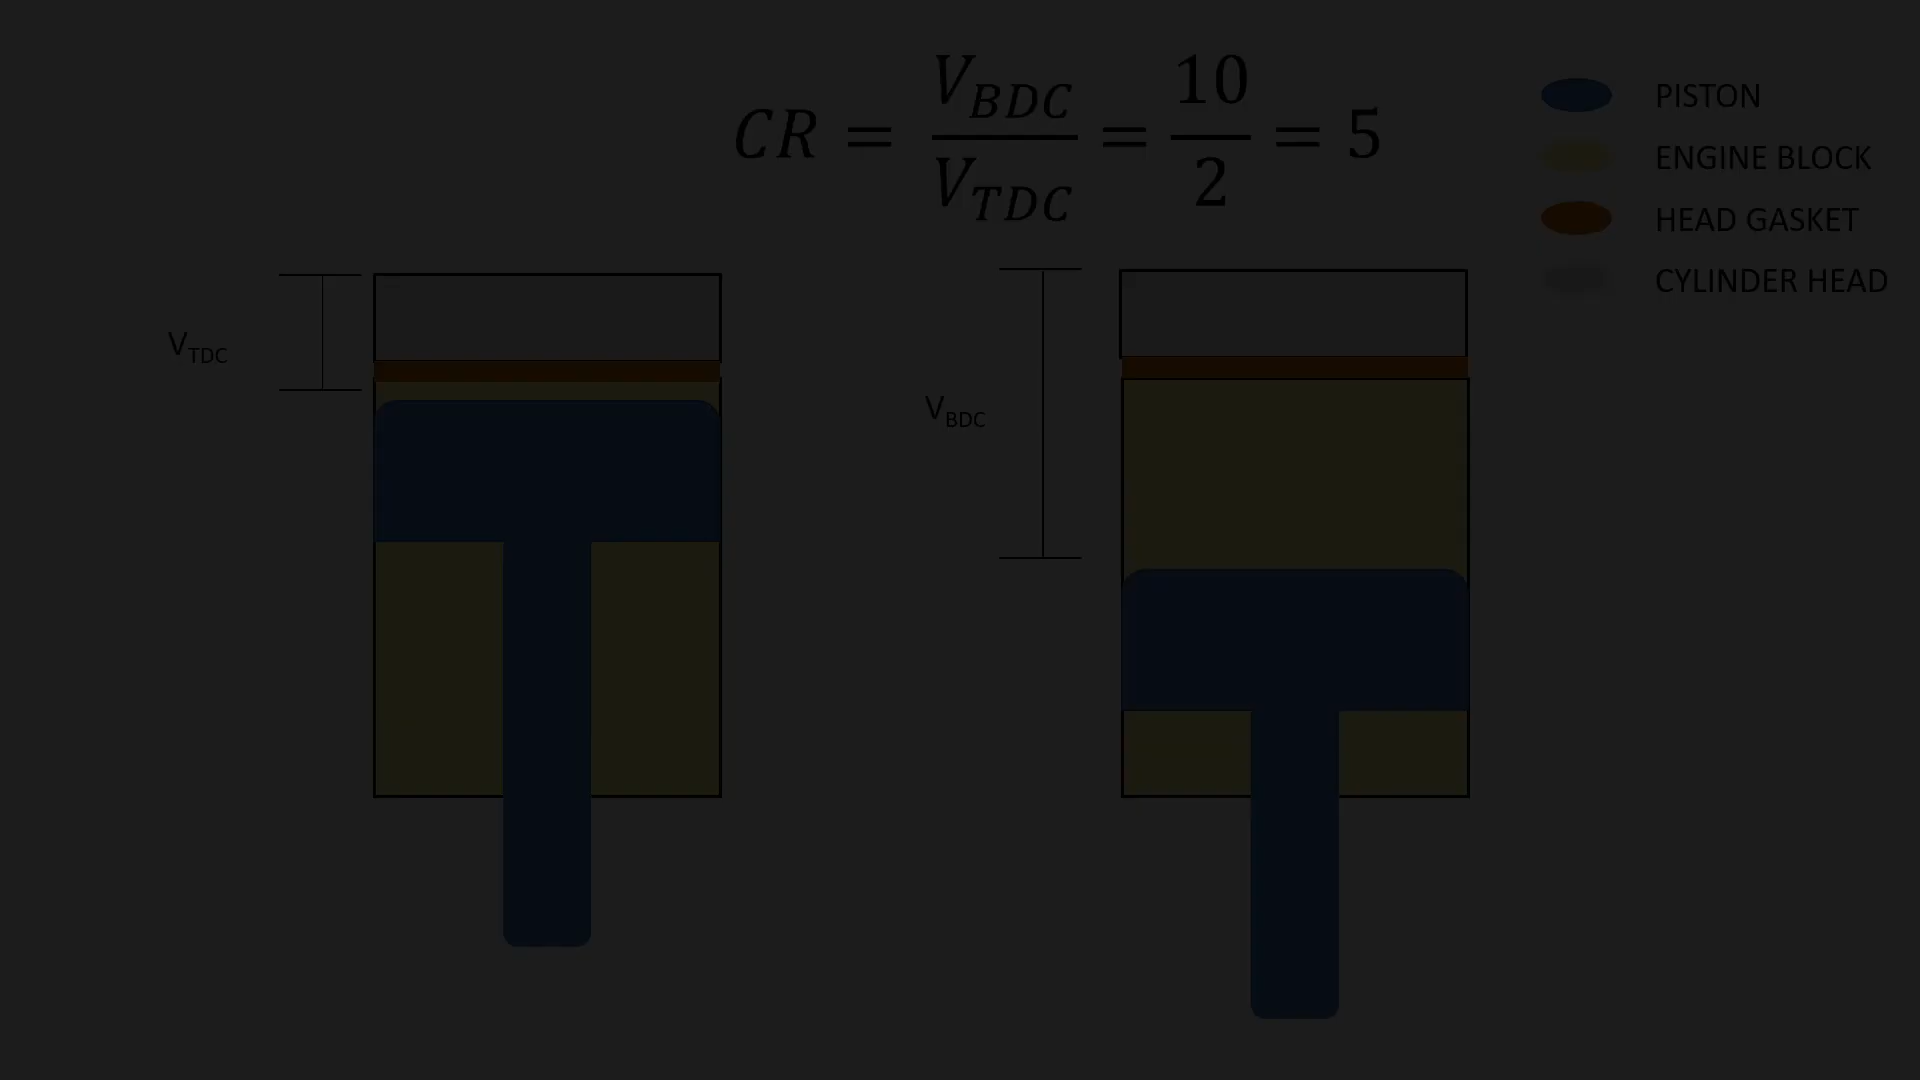 CR = V_BDC / V_TDC = 10 / 2 = 5
PISTON
ENGINE BLOCK
HEAD GASKET
CYLINDER HEAD
V_TDC
V_BDC